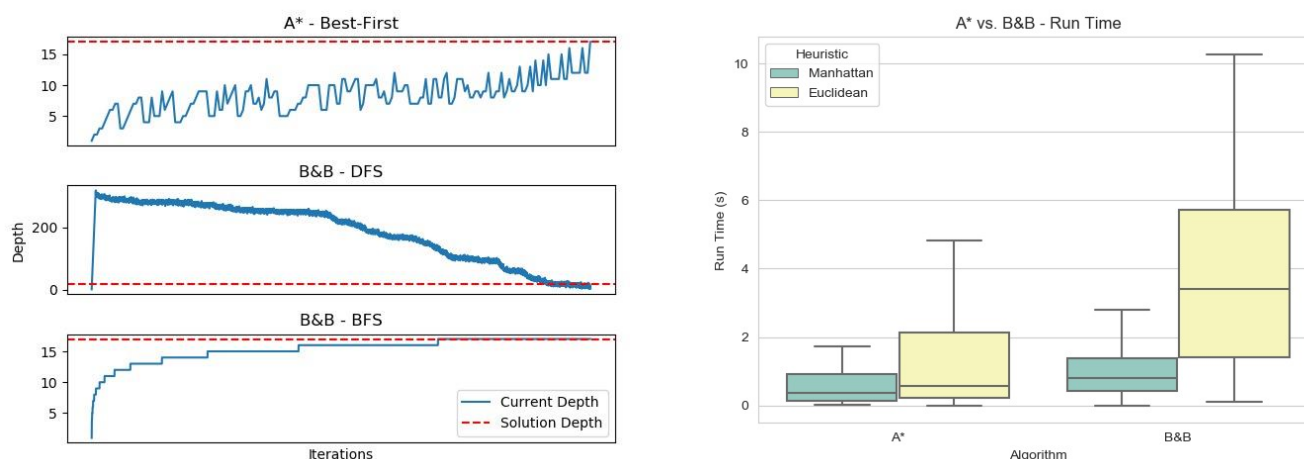 A* - Best-First
15
10
5
B&B - DFS
200
0
Depth
B&B - BFS
15
10
5
Current Depth
Solution Depth
Iterations
A* vs. B&B - Run Time
Heuristic
Manhattan
Euclidean
10
8
6
4
2
0
Run Time (s)
A*
B&B
Algorithm